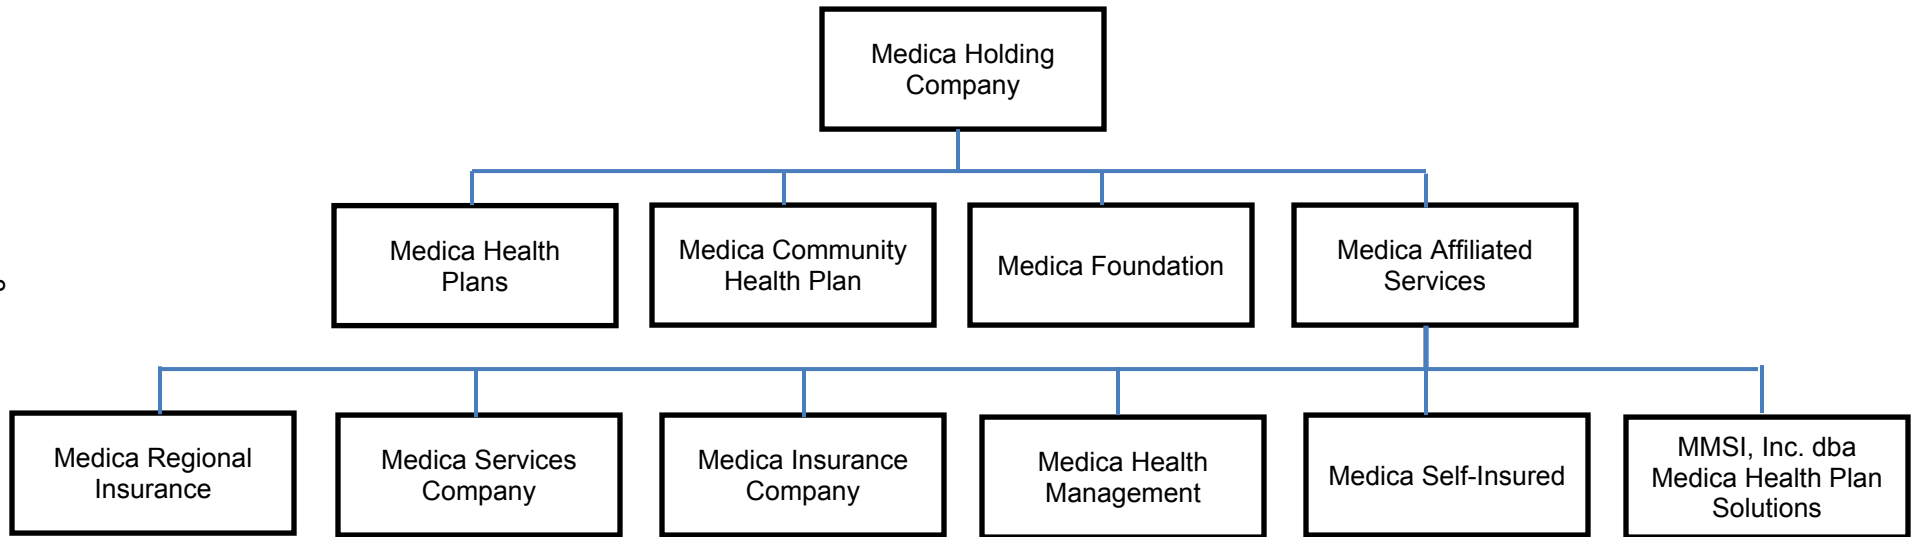 Medica Holding
Company
Medica Health
Plans
Medica Community
Health Plan
Medica Foundation
Medica Affiliated
Services
Medica Regional
Insurance
Medica Services
Company
Medica Insurance
Company
Medica Health
Management
Medica Self-Insured
MMSI, Inc. dba
Medica Health Plan
Solutions